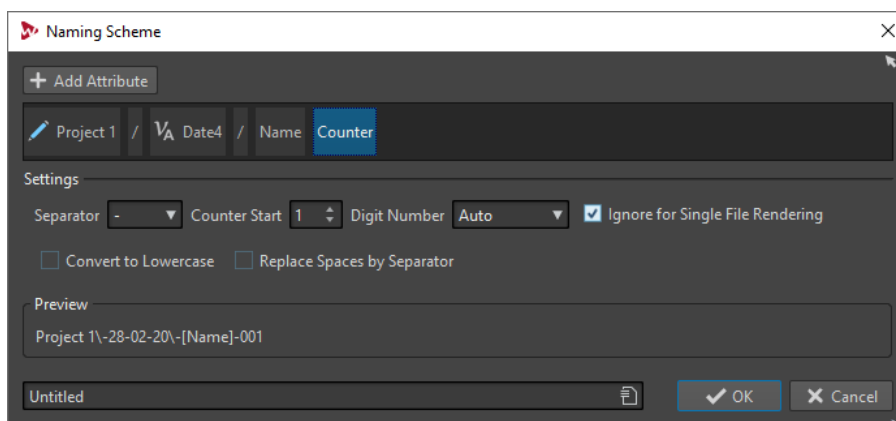 Naming Scheme
Add Attribute
Project 1 / VA Date4 / Name Counter
Settings
Separator - Counter Start 1 Digit Number Auto Ignore for Single File Rendering
Convert to Lowercase Replace Spaces by Separator
Preview
Project 1\-28-02-20\-[Name]-001
Untitled OK Cancel